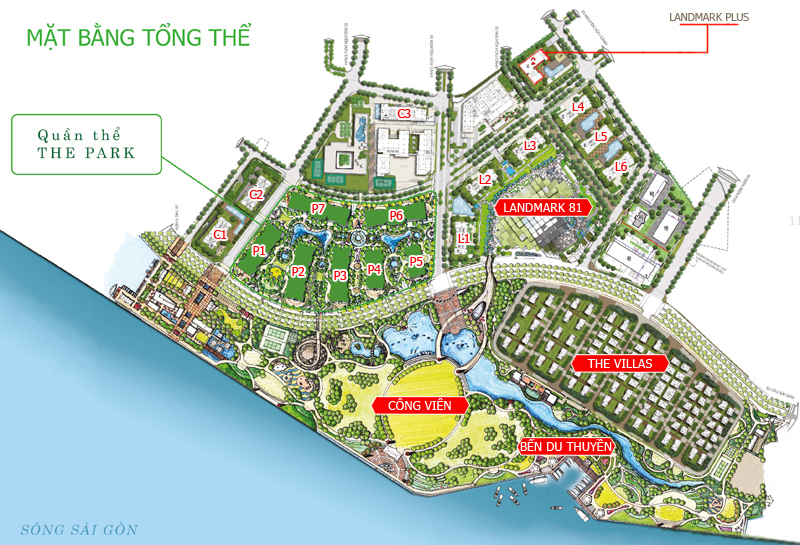 MẶT BẰNG TỔNG THỂ
LANDMARK PLUS
Quần thể
THE PARK
C3
L4
L5
L6
L3
L2
LANDMARK 81
L1
C2
C1
P7
P6
P1
P2
P3
P4
P5
THE VILLAS
CÔNG VIÊN
BẾN DU THUYỀN
SÔNG SÀI GÒN